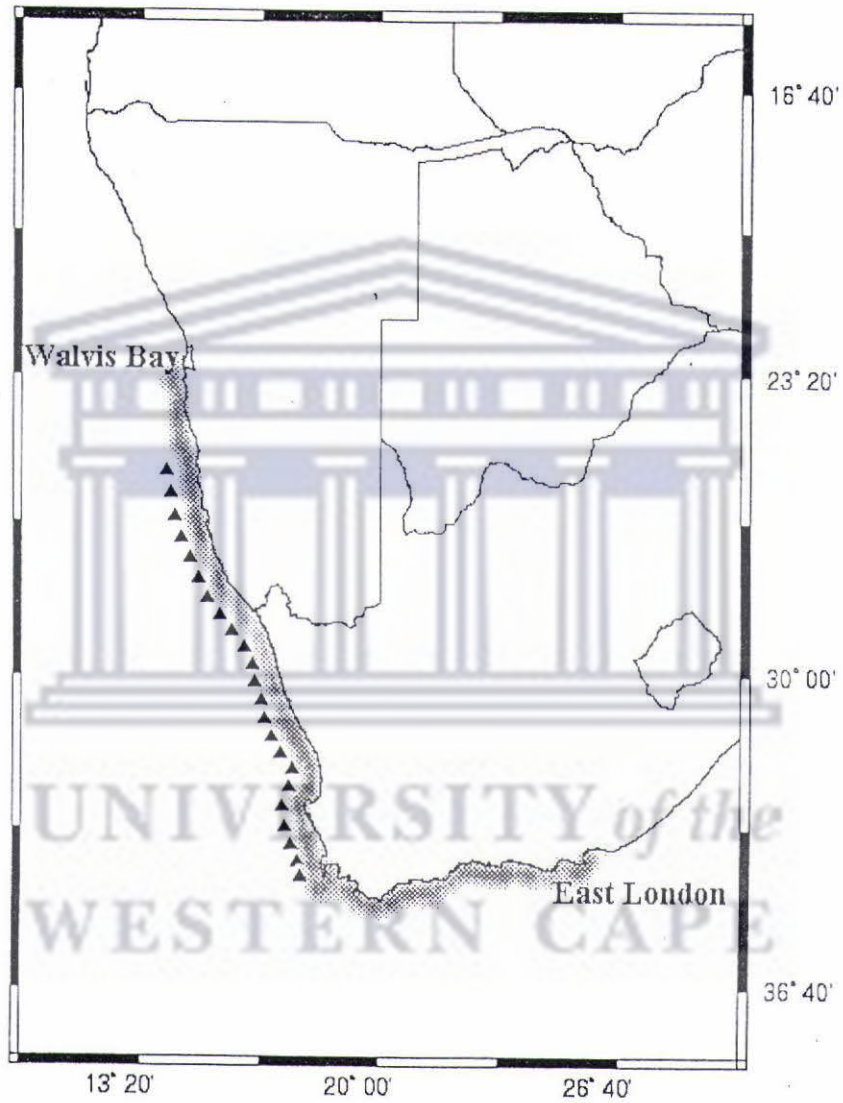 16° 40'
Walvis Bay
23° 20'
30° 00'
UNIVERSITY of the
East London
WESTERN CAPE
36° 40'
13° 20' 20° 00' 26° 40'